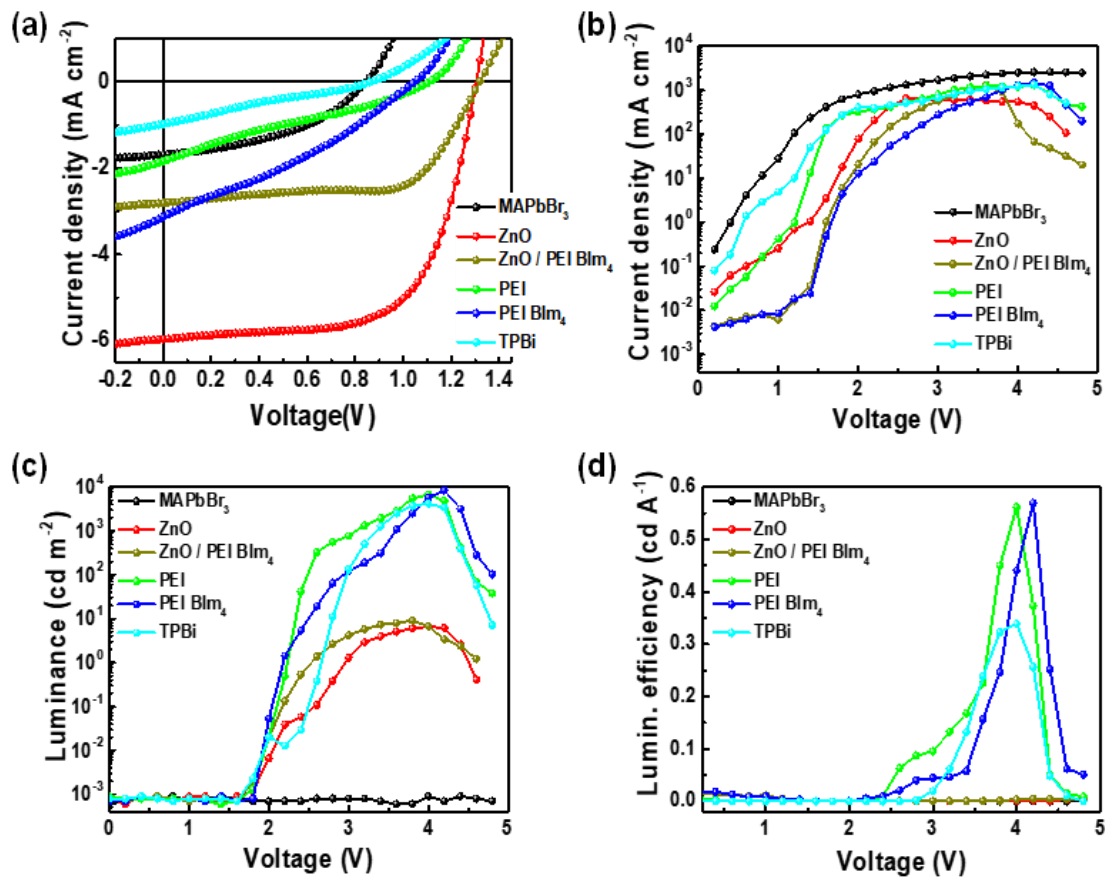 (a)
Current density (mA cm⁻²)
0
-2
-4
-6
-0.2 0.0 0.2 0.4 0.6 0.8 1.0 1.2 1.4
Voltage(V)
MAPbBr₃
ZnO
ZnO / PEI BIm₄
PEI
PEI BIm₄
TPBi
(b)
Current density (mA cm⁻²)
10⁴
10³
10²
10¹
10⁰
10⁻¹
10⁻²
10⁻³
0 1 2 3 4 5
Voltage (V)
MAPbBr₃
ZnO
ZnO / PEI BIm₄
PEI
PEI BIm₄
TPBi
(c)
Luminance (cd m⁻²)
10⁴
10³
10²
10¹
10⁰
10⁻¹
10⁻²
10⁻³
0 1 2 3 4 5
Voltage (V)
MAPbBr₃
ZnO
ZnO / PEI BIm₄
PEI
PEI BIm₄
TPBi
(d)
Lumin. efficiency (cd A⁻¹)
0.6
0.5
0.4
0.3
0.2
0.1
0.0
1 2 3 4 5
Voltage (V)
MAPbBr₃
ZnO
ZnO / PEI BIm₄
PEI
PEI BIm₄
TPBi